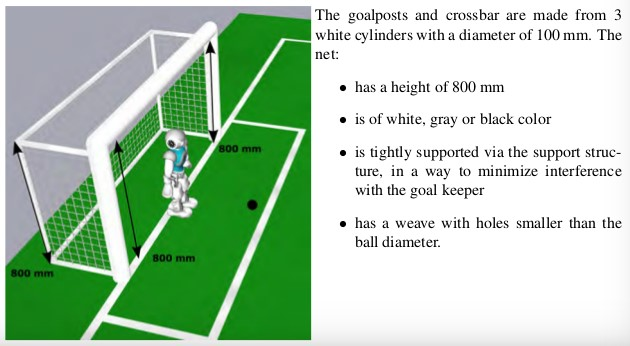 The goalposts and crossbar are made from 3
white cylinders with a diameter of 100 mm. The
net:
• has a height of 800 mm
• is of white, gray or black color
• is tightly supported via the support struc-
ture, in a way to minimize interference
with the goal keeper
• has a weave with holes smaller than the
ball diameter.
800 mm
800 mm
800 mm